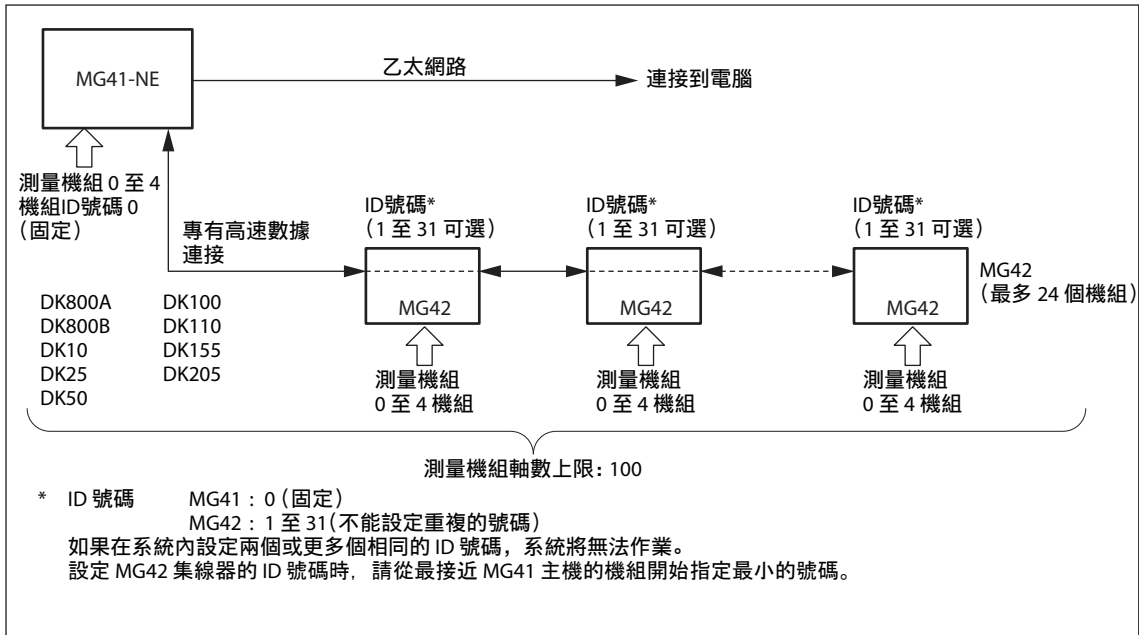 MG41-NE
乙太網路
連接到電腦
測量機組 0 至 4
機組ID號碼 0
（固定）
專有高速數據
連接
ID號碼*
（1 至 31 可選）
ID號碼*
（1 至 31 可選）
ID號碼*
（1 至 31 可選）
MG42
MG42
MG42
MG42
（最多 24 個機組）
DK800A
DK800B
DK10
DK25
DK50
DK100
DK110
DK155
DK205
測量機組
0 至 4 機組
測量機組
0 至 4 機組
測量機組
0 至 4 機組
測量機組軸數上限：100
* ID 號碼 MG41：0（固定）
MG42：1 至 31（不能設定重複的號碼）
如果在系統內設定兩個或更多個相同的 ID 號碼，系統將無法作業。
設定 MG42 集線器的 ID 號碼時，請從最接近 MG41 主機的機組開始指定最小的號碼。